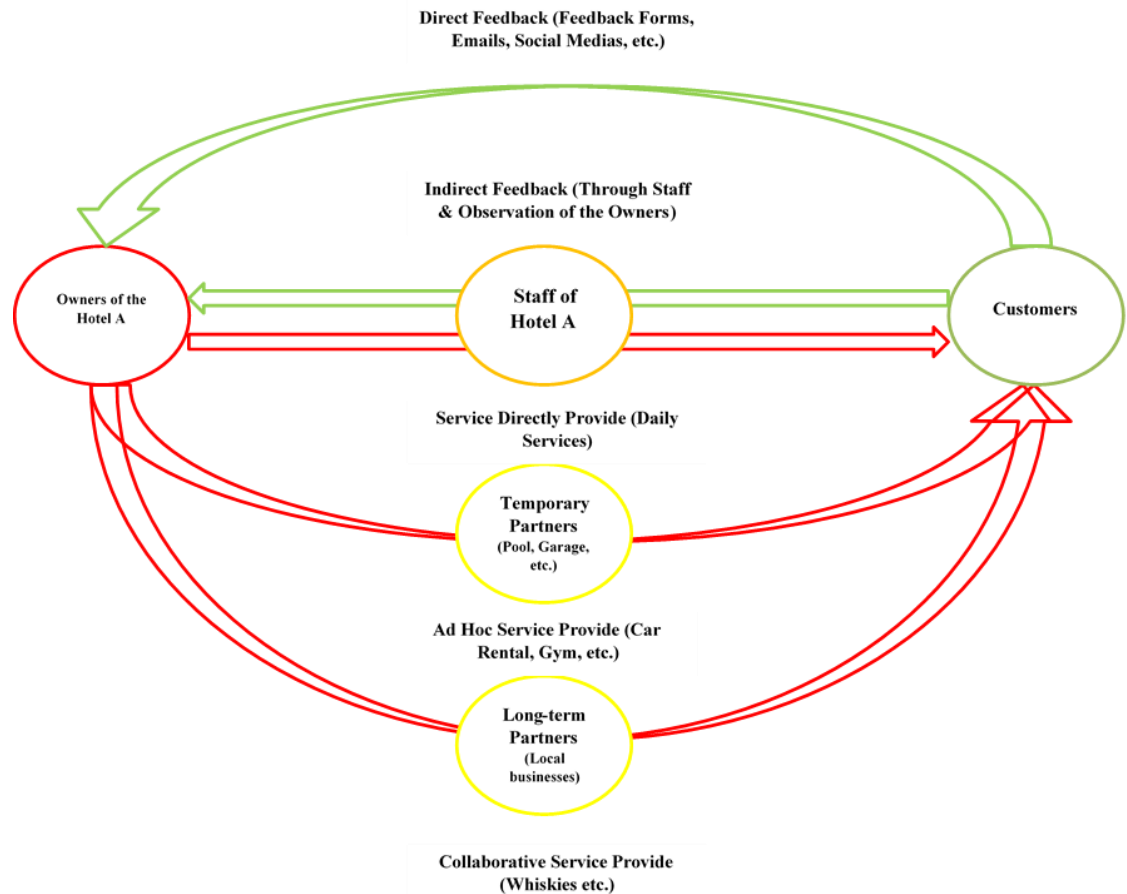 Direct Feedback (Feedback Forms,
Emails, Social Medias, etc.)
Indirect Feedback (Through Staff
& Observation of the Owners)
Owners of the
Hotel A
Staff of
Hotel A
Customers
Service Directly Provide (Daily
Services)
Temporary
Partners
(Pool, Garage,
etc.)
Ad Hoc Service Provide (Car
Rental, Gym, etc.)
Long-term
Partners
(Local
businesses)
Collaborative Service Provide
(Whiskies etc.)